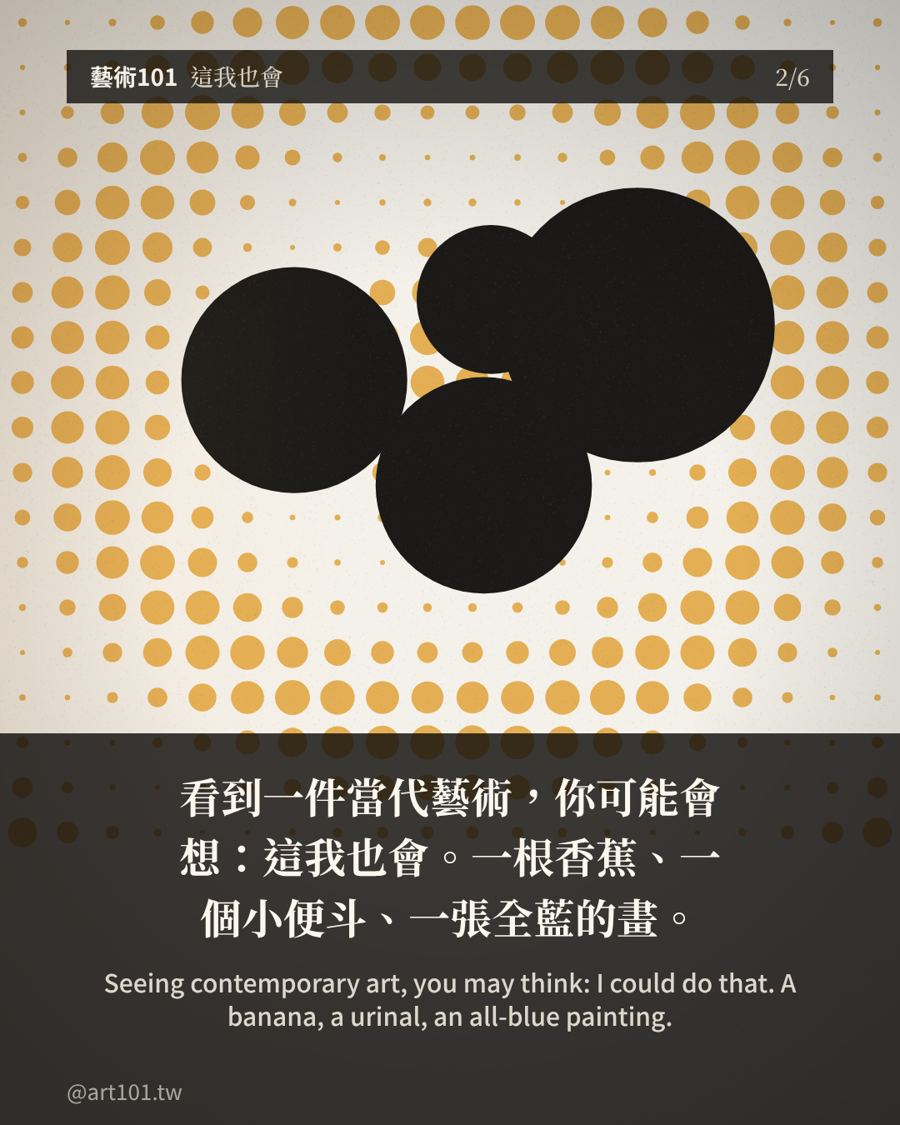 藝術101 這我也會 2/6
看到一件當代藝術，你可能會
想：這我也會。一根香蕉、一
個小便斗、一張全藍的畫。
Seeing contemporary art, you may think: I could do that. A
banana, a urinal, an all-blue painting.
@art101.tw